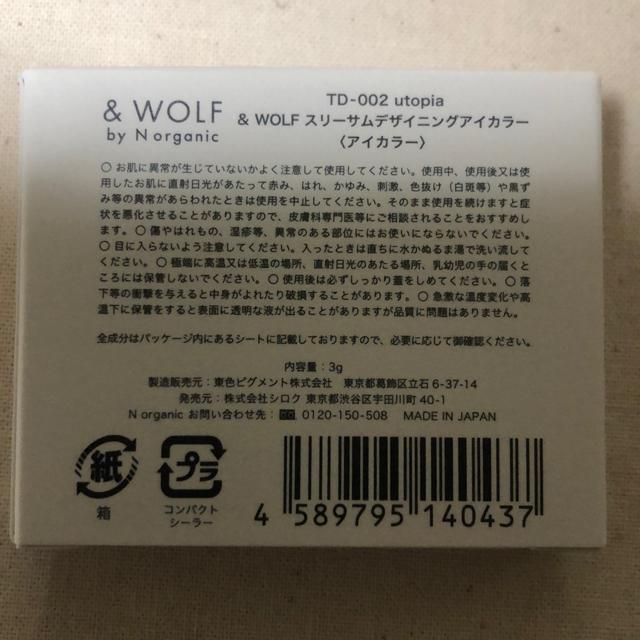 & WOLF
by N organic
TD-002 utopia
& WOLF スリーサムデザイニングアイカラー
〈アイカラー〉
○ お肌に異常が生じていないかよく注意して使用してください。使用中、使用後又は使
用したお肌に直射日光があたって赤み、はれ、かゆみ、刺激、色抜け（白斑等）や黒ず
み等の異常があらわれたときは使用を中止してください。そのまま使用を続けますと症
状を悪化させることがありますので、皮膚科専門医等にご相談されることをおすすめし
ます。○ 傷やはれもの、湿疹等、異常のある部位にはお使いにならないでください。
○ 目に入らないよう注意してください。入ったときは直ちに水かぬるま湯で洗い流して
ください。○ 極端に高温又は低温の場所、直射日光のあたる場所、乳幼児の手の届くと
ころには保管しないでください。○ 使用後は必ずしっかり蓋をしめてください。○ 落
下等の衝撃を与えると中身がよれたり破損することがあります。○ 急激な温度変化や高
温下に保管をすると表面に透明な液が出ることがありますが品質に問題はありません。
全成分はパッケージ内にあるシートに記載しておりますので、必要に応じて御確認ください。
内容量：3g
製造販売元：東色ピグメント株式会社 東京都葛飾区立石 6-37-14
発売元：株式会社シロク 東京都渋谷区宇田川町 40-1
N organic お問い合わせ先： 0120-150-508 MADE IN JAPAN
紙
箱
プラ
コンパクト
シーラー
4 589795 140437